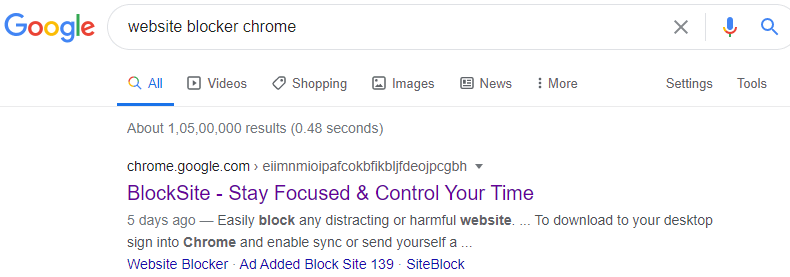 Google website blocker chrome
All Videos Shopping Images News More Settings Tools
About 1,05,00,000 results (0.48 seconds)
chrome.google.com › eiimnmioipafcokbfikbljfdeojpcgbh
BlockSite - Stay Focused & Control Your Time
5 days ago — Easily block any distracting or harmful website. ... To download to your desktop
sign into Chrome and enable sync or send yourself a ...
Website Blocker · Ad Added Block Site 139 · SiteBlock